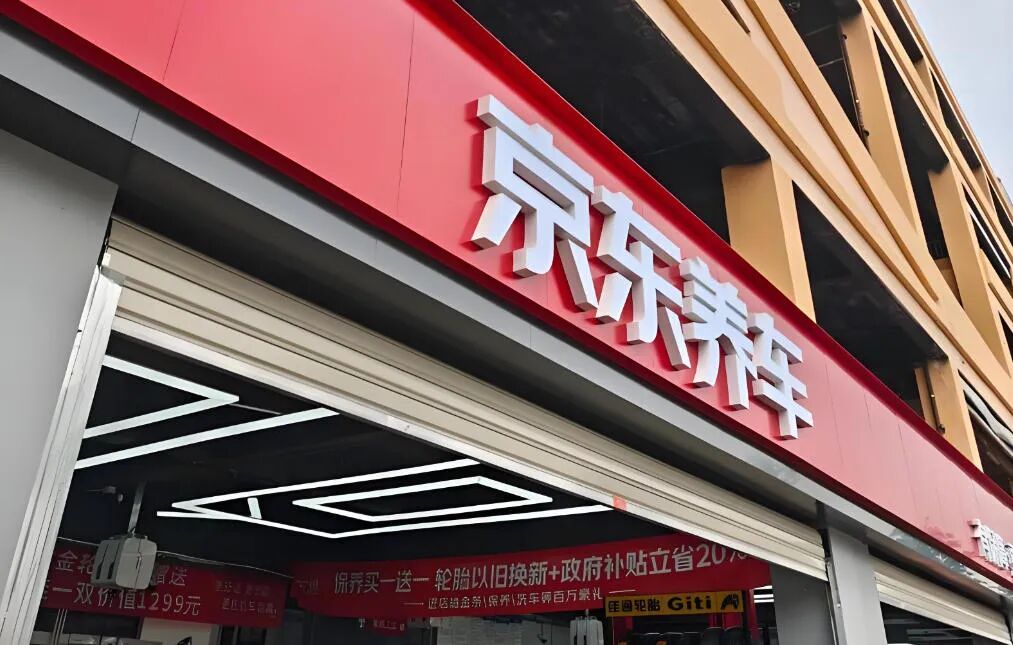 京东养车
保养买一送一 轮胎以旧换新+政府补贴立省20%
进店抽金条\保养\洗车券百万豪礼
佳通轮胎 Giti
一双价值1299元